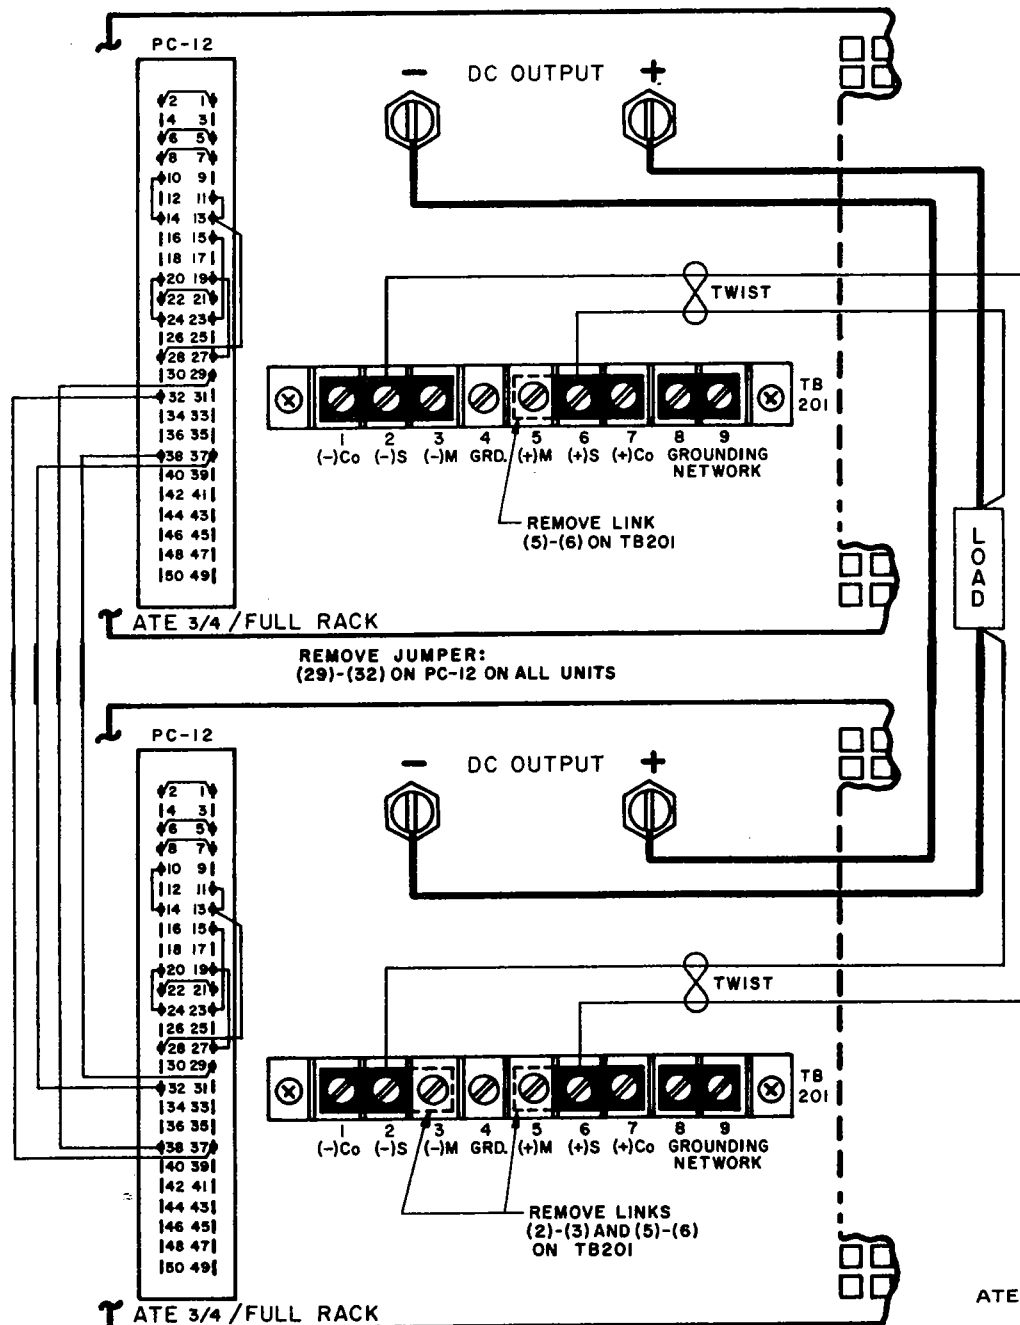 PC-12
2 1
4 3
6 5
8 7
10 9
12 11
14 13
16 15
18 17
20 19
22 21
24 23
26 25
28 27
30 29
32 31
34 33
36 35
38 37
40 39
42 41
44 43
46 45
48 47
50 49
− DC OUTPUT +
TWIST
TB
201
1 2 3 4 5 6 7 8 9
(-)Co (-)S (-)M GRD. (+)M (+)S (+)Co GROUNDING
NETWORK
REMOVE LINK
(5)-(6) ON TB201
LOAD
ATE 3/4 /FULL RACK
REMOVE JUMPER:
(29)-(32) ON PC-12 ON ALL UNITS
PC-12
2 1
4 3
6 5
8 7
10 9
12 11
14 13
16 15
18 17
20 19
22 21
24 23
26 25
28 27
30 29
32 31
34 33
36 35
38 37
40 39
42 41
44 43
46 45
48 47
50 49
− DC OUTPUT +
TWIST
TB
201
1 2 3 4 5 6 7 8 9
(-)Co (-)S (-)M GRD. (+)M (+)S (+)Co GROUNDING
NETWORK
REMOVE LINKS
(2)-(3) AND (5)-(6)
ON TB201
ATE 3/4 /FULL RACK
ATE